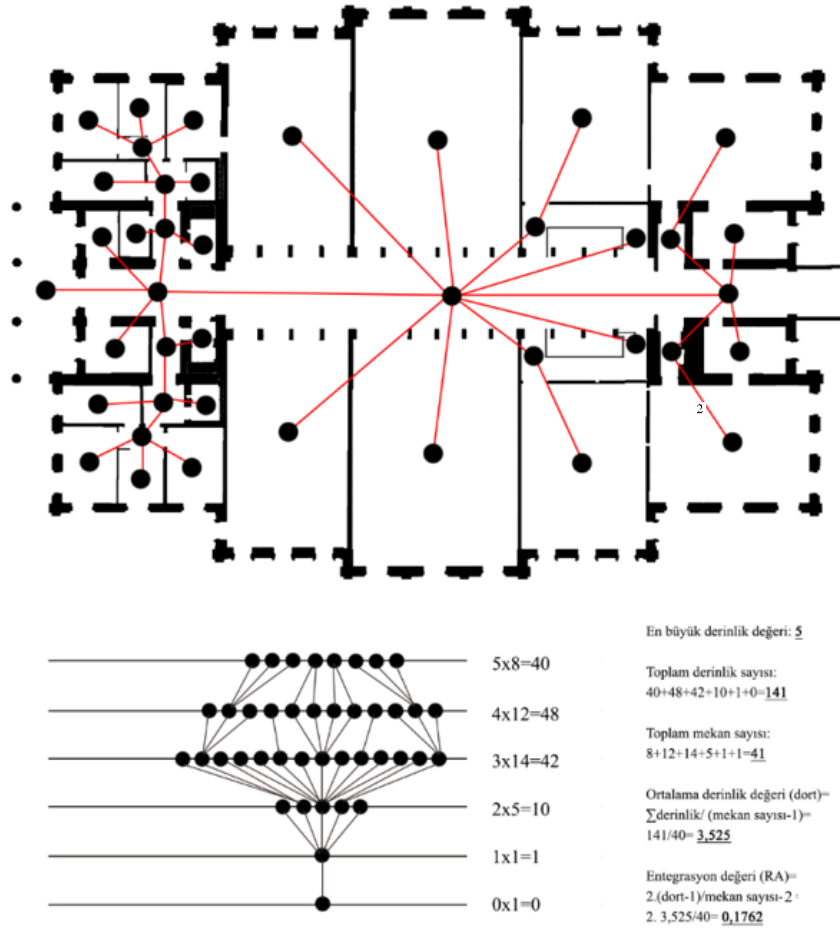 2
5x8=40
4x12=48
3x14=42
2x5=10
1x1=1
0x1=0
En büyük derinlik değeri: 5
Toplam derinlik sayısı:
40+48+42+10+1+0=141
Toplam mekan sayısı:
8+12+14+5+1+1=41
Ortalama derinlik değeri (dort)=
∑derinlik/ (mekan sayısı-1)=
141/40= 3,525
Entegrasyon değeri (RA)=
2.(dort-1)/mekan sayısı-2 :
2. 3,525/40= 0,1762